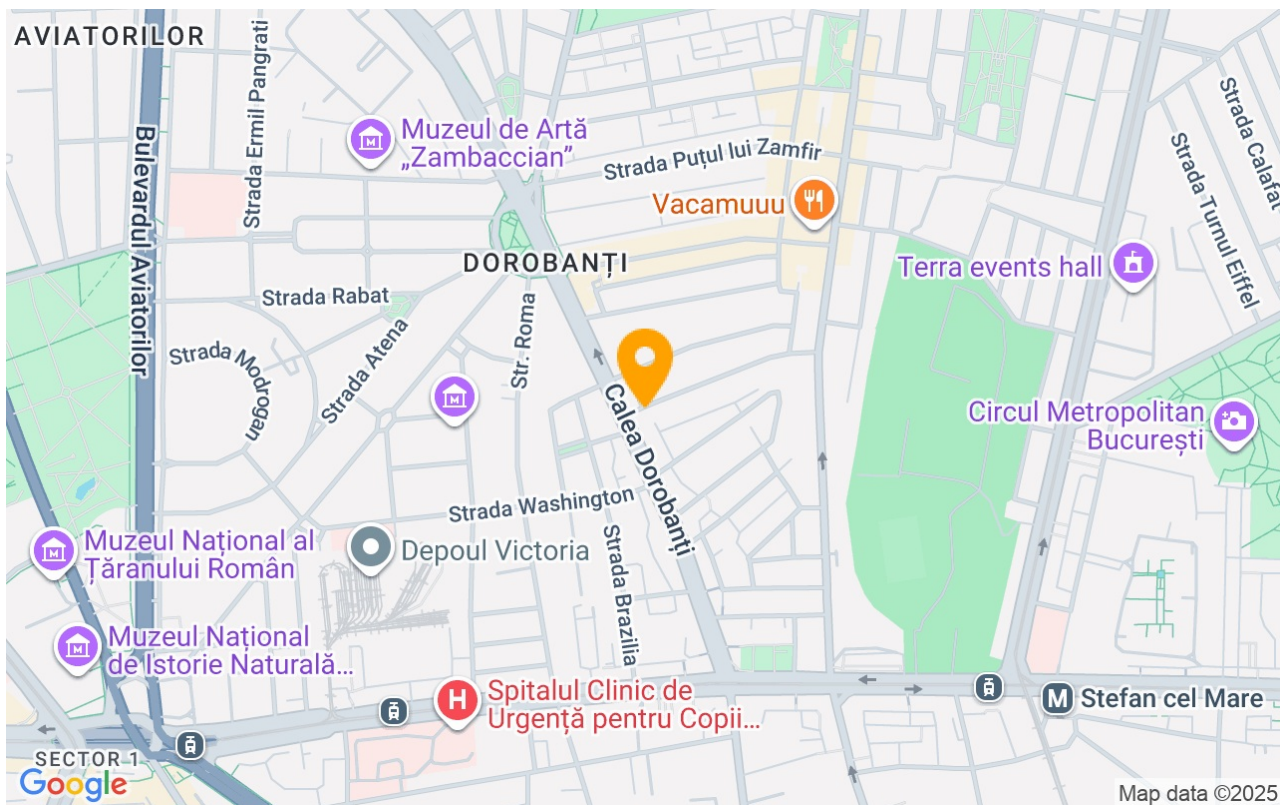 AVIATORILOR
Strada Ermil Pangrati
Bulevardul Aviatorilor
Muzeul de Artă
„Zambaccian”
Strada Puțul lui Zamfir
Vacamuuu
Strada Calafat
Strada Turnul Eiffel
DOROBANȚI
Terra events hall
Strada Rabat
Str. Roma
Strada Atena
Strada Modrogan
Calea Dorobanți
Circul Metropolitan
București
Strada Washington
Muzeul Național al
Țăranului Român
Depoul Victoria
Strada Brazilia
Muzeul Național
de Istorie Naturală...
H
Spitalul Clinic de
Urgență pentru Copii...
M
Stefan cel Mare
SECTOR 1
Google
Map data ©2025